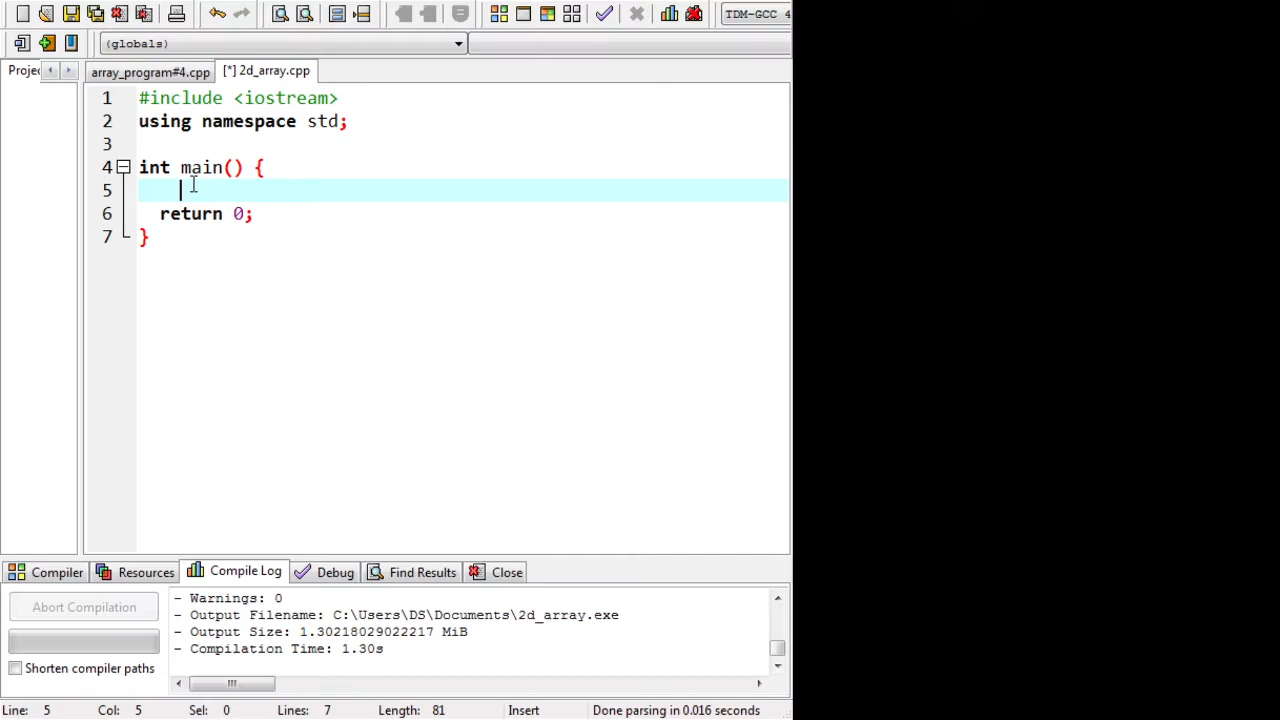 TDM-GCC 4
(globals)
Projec
array_program#4.cpp
[*] 2d_array.cpp
1 #include <iostream>
2 using namespace std;
3
4 int main() {
5
6 return 0;
7 }
Compiler
Resources
Compile Log
Debug
Find Results
Close
Abort Compilation
Shorten compiler paths
- Warnings: 0
- Output Filename: C:\Users\DS\Documents\2d_array.exe
- Output Size: 1.30218029022217 MiB
- Compilation Time: 1.30s
Line: 5 Col: 5 Sel: 0 Lines: 7 Length: 81 Insert Done parsing in 0.016 seconds